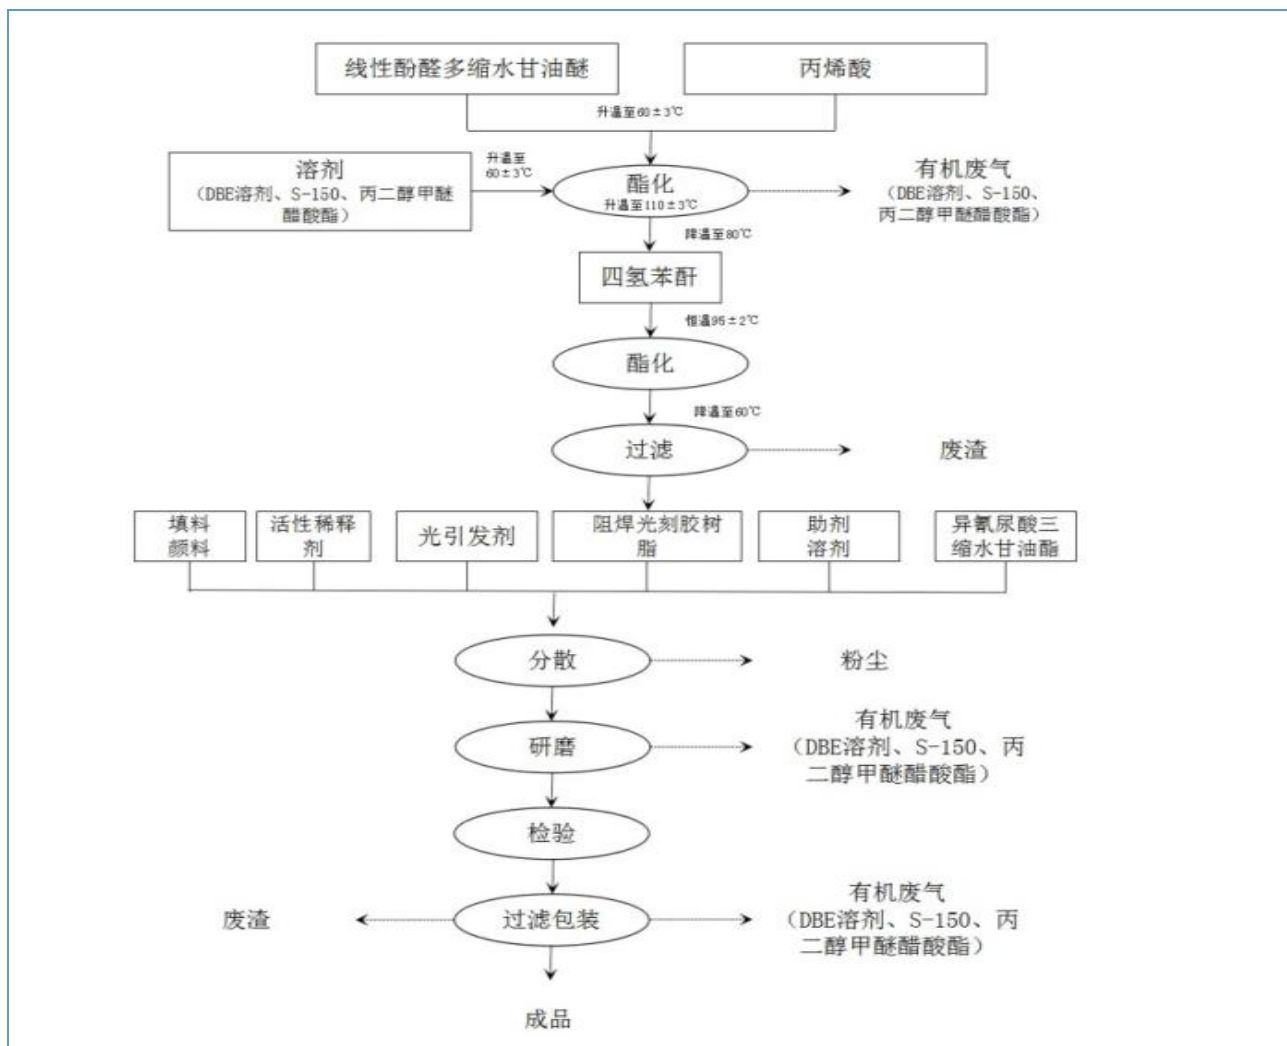 线性酚醛多缩水甘油醚
丙烯酸
升温至60±3℃
溶剂
（DBE溶剂、S-150、丙二醇甲醚
醋酸酯）
升温至
60±3℃
酯化
升温至110±3℃
有机废气
（DBE溶剂、S-150、
丙二醇甲醚醋酸酯）
降温至80℃
四氢苯酐
恒温95±2℃
酯化
降温至60℃
过滤
废渣
填料
颜料
活性稀释
剂
光引发剂
阻焊光刻胶树
脂
助剂
溶剂
异氰尿酸三
缩水甘油酯
分散
粉尘
研磨
有机废气
（DBE溶剂、S-150、丙
二醇甲醚醋酸酯）
检验
废渣
过滤包装
有机废气
（DBE溶剂、S-150、丙
二醇甲醚醋酸酯）
成品